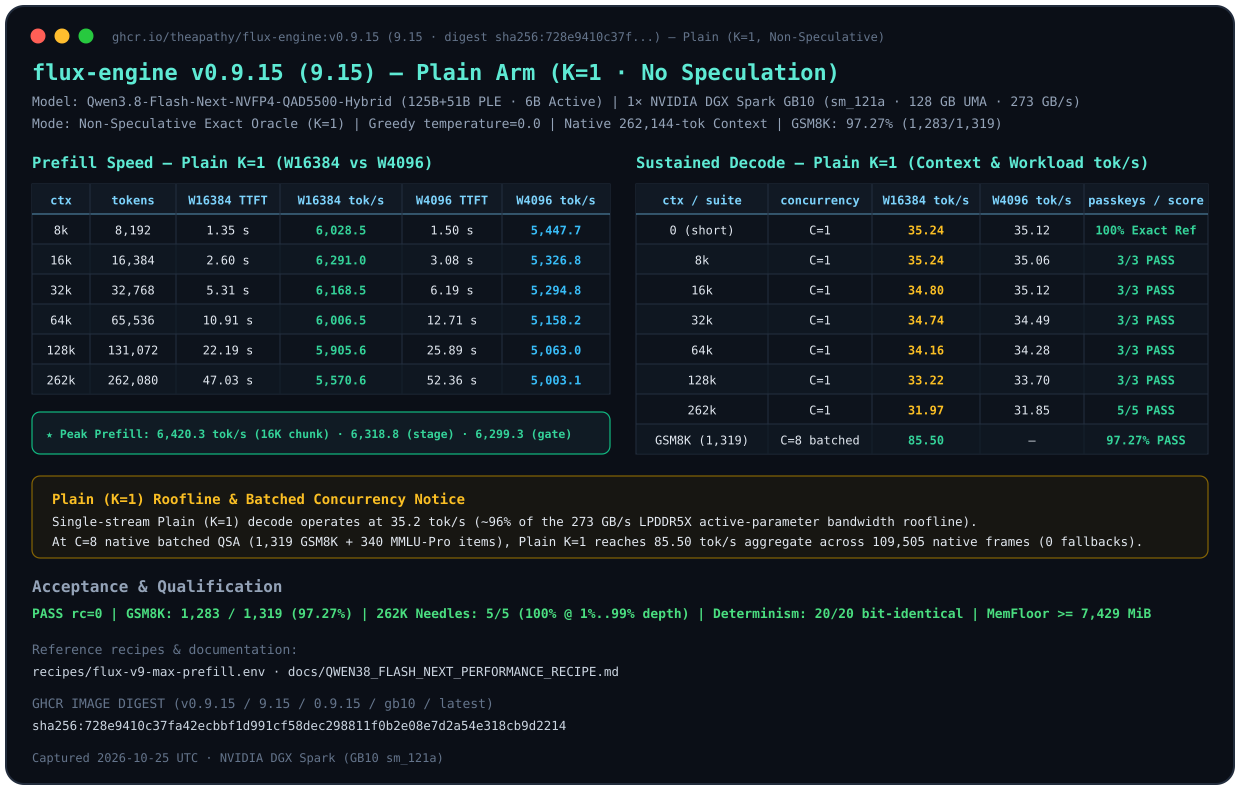 ghcr.io/theapathy/flux-engine:v0.9.15 (9.15 · digest sha256:728e9410c37f...) — Plain (K=1, Non-Speculative)
flux-engine v0.9.15 (9.15) — Plain Arm (K=1 · No Speculation)
Model: Qwen3.8-Flash-Next-NVFP4-QAD5500-Hybrid (125B+51B PLE · 6B Active) | 1× NVIDIA DGX Spark GB10 (sm_121a · 128 GB UMA · 273 GB/s)
Mode: Non-Speculative Exact Oracle (K=1) | Greedy temperature=0.0 | Native 262,144-tok Context | GSM8K: 97.27% (1,283/1,319)
Prefill Speed — Plain K=1 (W16384 vs W4096)
ctx tokens W16384 TTFT W16384 tok/s W4096 TTFT W4096 tok/s
8k 8,192 1.35 s 6,028.5 1.50 s 5,447.7
16k 16,384 2.60 s 6,291.0 3.08 s 5,326.8
32k 32,768 5.31 s 6,168.5 6.19 s 5,294.8
64k 65,536 10.91 s 6,006.5 12.71 s 5,158.2
128k 131,072 22.19 s 5,905.6 25.89 s 5,063.0
262k 262,080 47.03 s 5,570.6 52.36 s 5,003.1
★ Peak Prefill: 6,420.3 tok/s (16K chunk) · 6,318.8 (stage) · 6,299.3 (gate)
Sustained Decode — Plain K=1 (Context & Workload tok/s)
ctx / suite concurrency W16384 tok/s W4096 tok/s passkeys / score
0 (short) C=1 35.24 35.12 100% Exact Ref
8k C=1 35.24 35.06 3/3 PASS
16k C=1 34.80 35.12 3/3 PASS
32k C=1 34.74 34.49 3/3 PASS
64k C=1 34.16 34.28 3/3 PASS
128k C=1 33.22 33.70 3/3 PASS
262k C=1 31.97 31.85 5/5 PASS
GSM8K (1,319) C=8 batched 85.50 — 97.27% PASS
Plain (K=1) Roofline & Batched Concurrency Notice
Single-stream Plain (K=1) decode operates at 35.2 tok/s (~96% of the 273 GB/s LPDDR5X active-parameter bandwidth roofline).
At C=8 native batched QSA (1,319 GSM8K + 340 MMLU-Pro items), Plain K=1 reaches 85.50 tok/s aggregate across 109,505 native frames (0 fallbacks).
Acceptance & Qualification
PASS rc=0 | GSM8K: 1,283 / 1,319 (97.27%) | 262K Needles: 5/5 (100% @ 1%..99% depth) | Determinism: 20/20 bit-identical | MemFloor >= 7,429 MiB
Reference recipes & documentation:
recipes/flux-v9-max-prefill.env · docs/QWEN38_FLASH_NEXT_PERFORMANCE_RECIPE.md
GHCR IMAGE DIGEST (v0.9.15 / 9.15 / 0.9.15 / gb10 / latest)
sha256:728e9410c37fa42ecbbf1d991cf58dec298811f0b2e08e7d2a54e318cb9d2214
Captured 2026-10-25 UTC · NVIDIA DGX Spark (GB10 sm_121a)